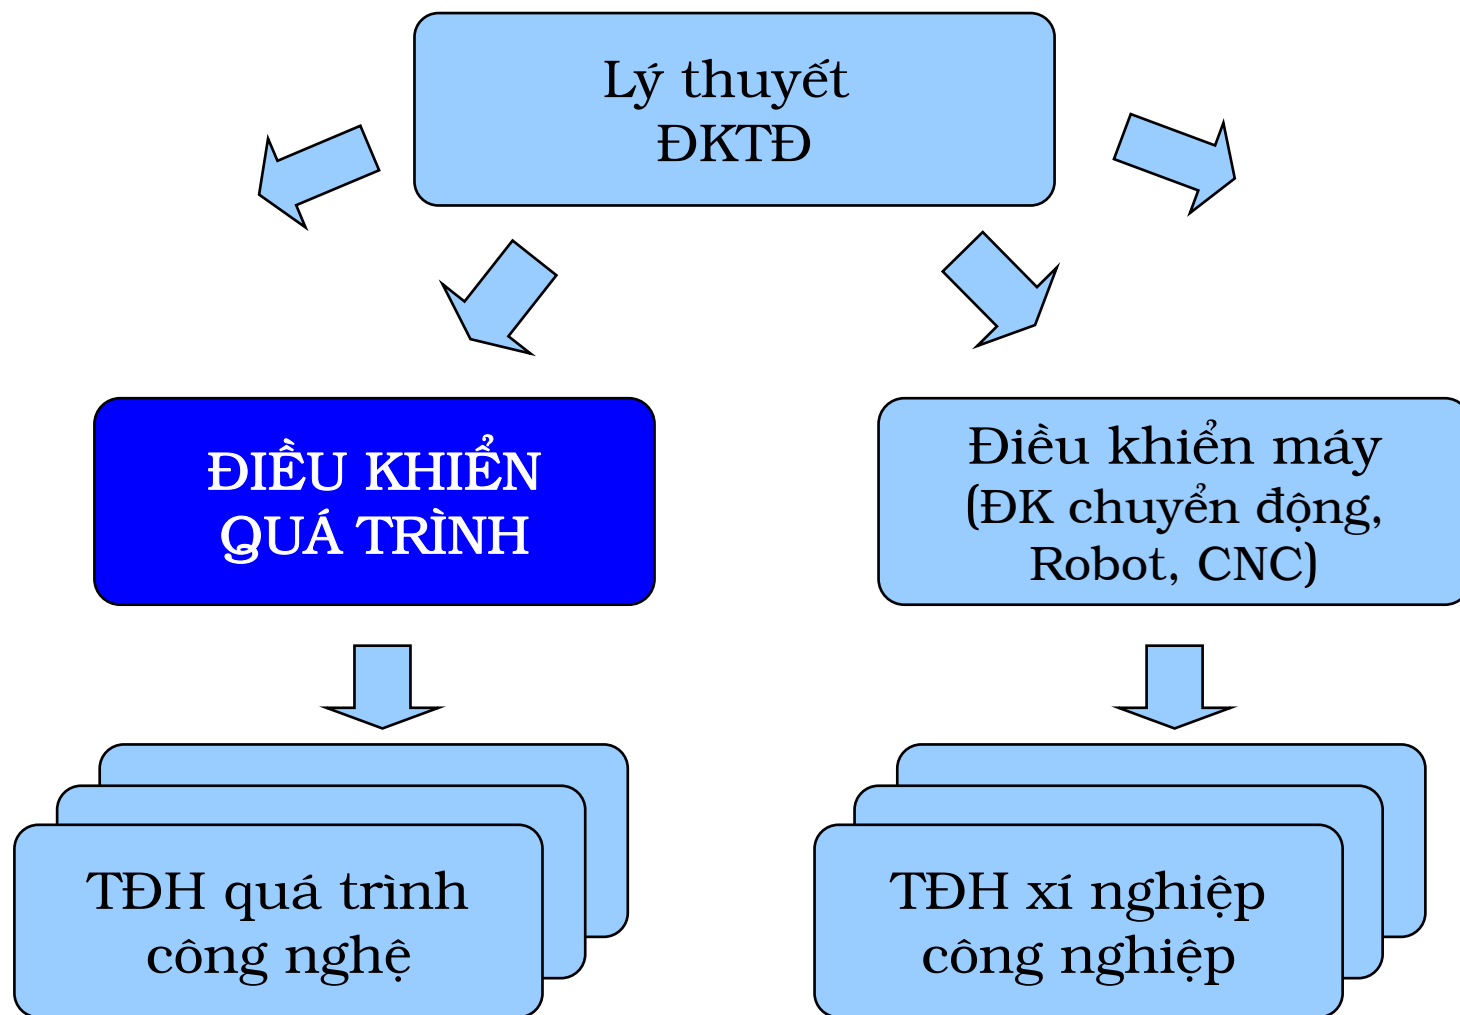 Lý thuyết
ĐKTĐ
ĐIỀU KHIỂN
QUÁ TRÌNH
Điều khiển máy
(ĐK chuyển động,
Robot, CNC)
TĐH quá trình
công nghệ
TĐH xí nghiệp
công nghiệp